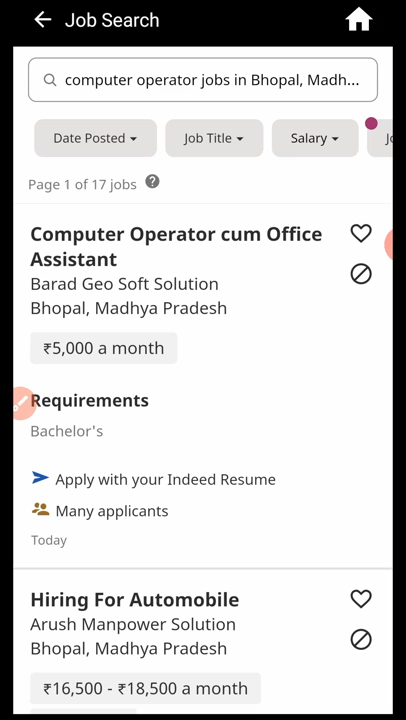 Job Search
computer operator jobs in Bhopal, Madh...
Date Posted
Job Title
Salary
Page 1 of 17 jobs
Computer Operator cum Office
Assistant
Barad Geo Soft Solution
Bhopal, Madhya Pradesh
₹5,000 a month
Requirements
Bachelor's
Apply with your Indeed Resume
Many applicants
Today
Hiring For Automobile
Arush Manpower Solution
Bhopal, Madhya Pradesh
₹16,500 - ₹18,500 a month